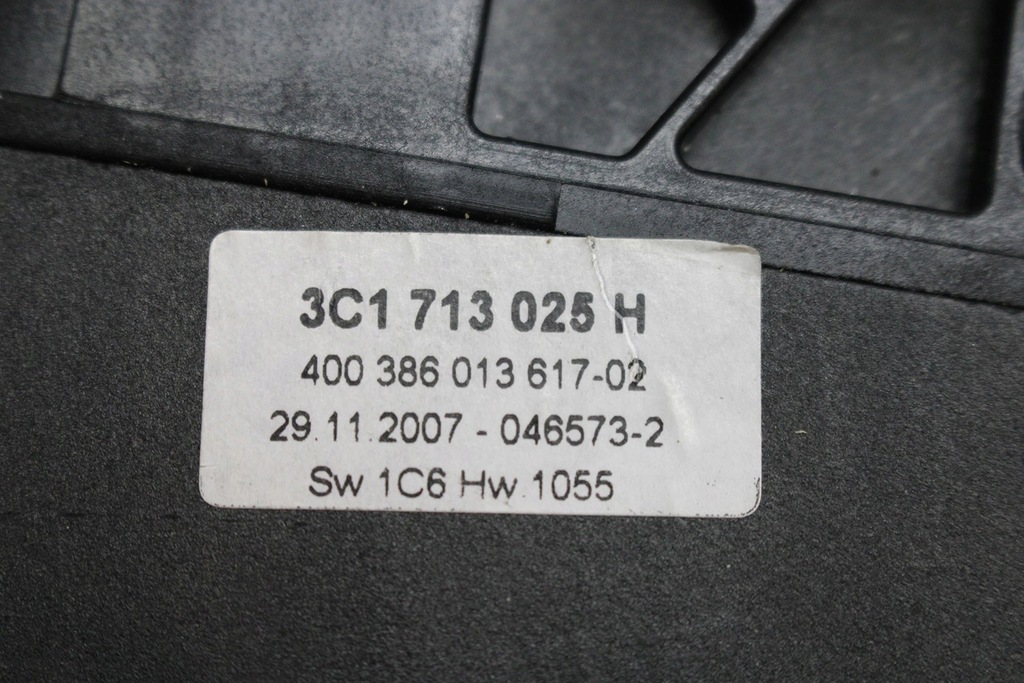 3C1 713 025 H
400 386 013 617-02
29.11.2007 - 046573-2
Sw 1C6 Hw 1055